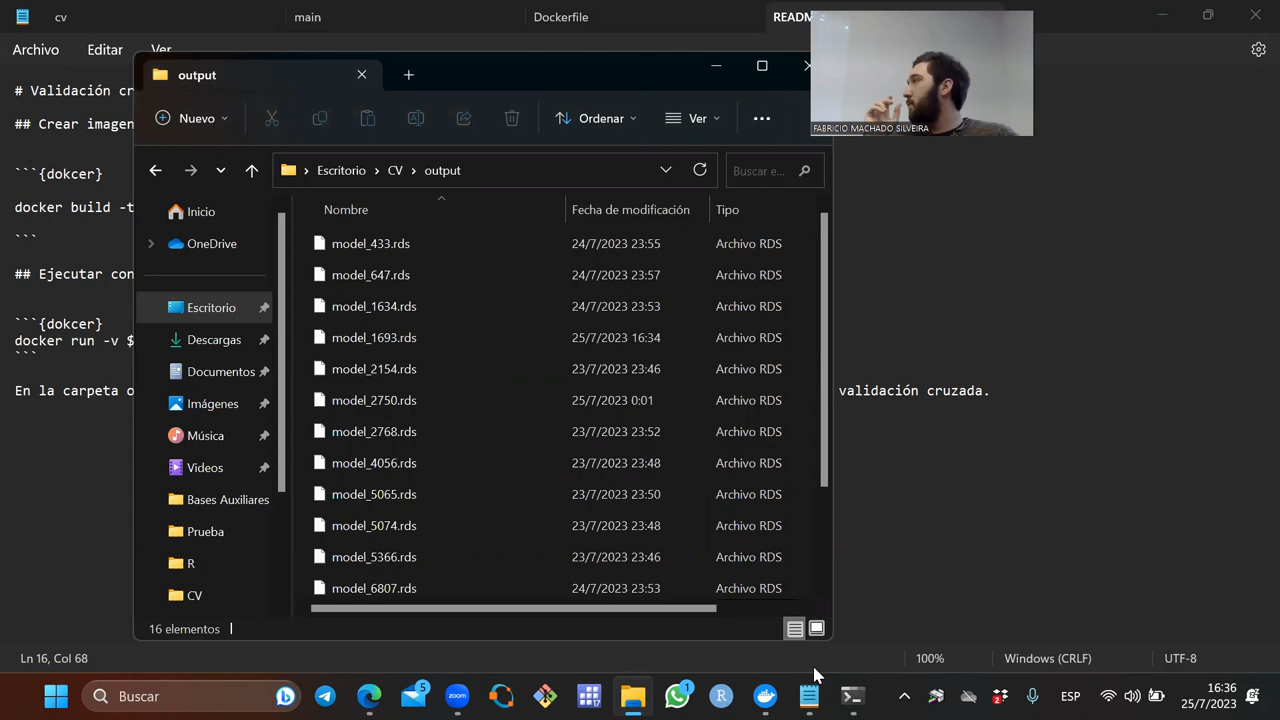 cv
main
Dockerfile
READM
Archivo
Editar
Ver
# Validación cr
## Crear imagen
```{dokcer}
docker build -t
```
## Ejecutar con
```{dokcer}
docker run -v $
```
En la carpeta o
validación cruzada.
output
Nuevo
Ordenar
Ver
Escritorio
CV
output
Buscar e...
Inicio
OneDrive
Escritorio
Descargas
Documentos
Imágenes
Música
Videos
Bases Auxiliares
Prueba
R
CV
Nombre
Fecha de modificación
Tipo
model_433.rds 24/7/2023 23:55 Archivo RDS
model_647.rds 24/7/2023 23:57 Archivo RDS
model_1634.rds 24/7/2023 23:53 Archivo RDS
model_1693.rds 25/7/2023 16:34 Archivo RDS
model_2154.rds 23/7/2023 23:46 Archivo RDS
model_2750.rds 25/7/2023 0:01 Archivo RDS
model_2768.rds 23/7/2023 23:52 Archivo RDS
model_4056.rds 23/7/2023 23:48 Archivo RDS
model_5065.rds 23/7/2023 23:50 Archivo RDS
model_5074.rds 23/7/2023 23:48 Archivo RDS
model_5366.rds 23/7/2023 23:46 Archivo RDS
model_6807.rds 24/7/2023 23:53 Archivo RDS
16 elementos
FABRICIO MACHADO SILVEIRA
Ln 16, Col 68
100%
Windows (CRLF)
UTF-8
Buscar
5
zoom
17
1
R
2
ESP
16:36
25/7/2023